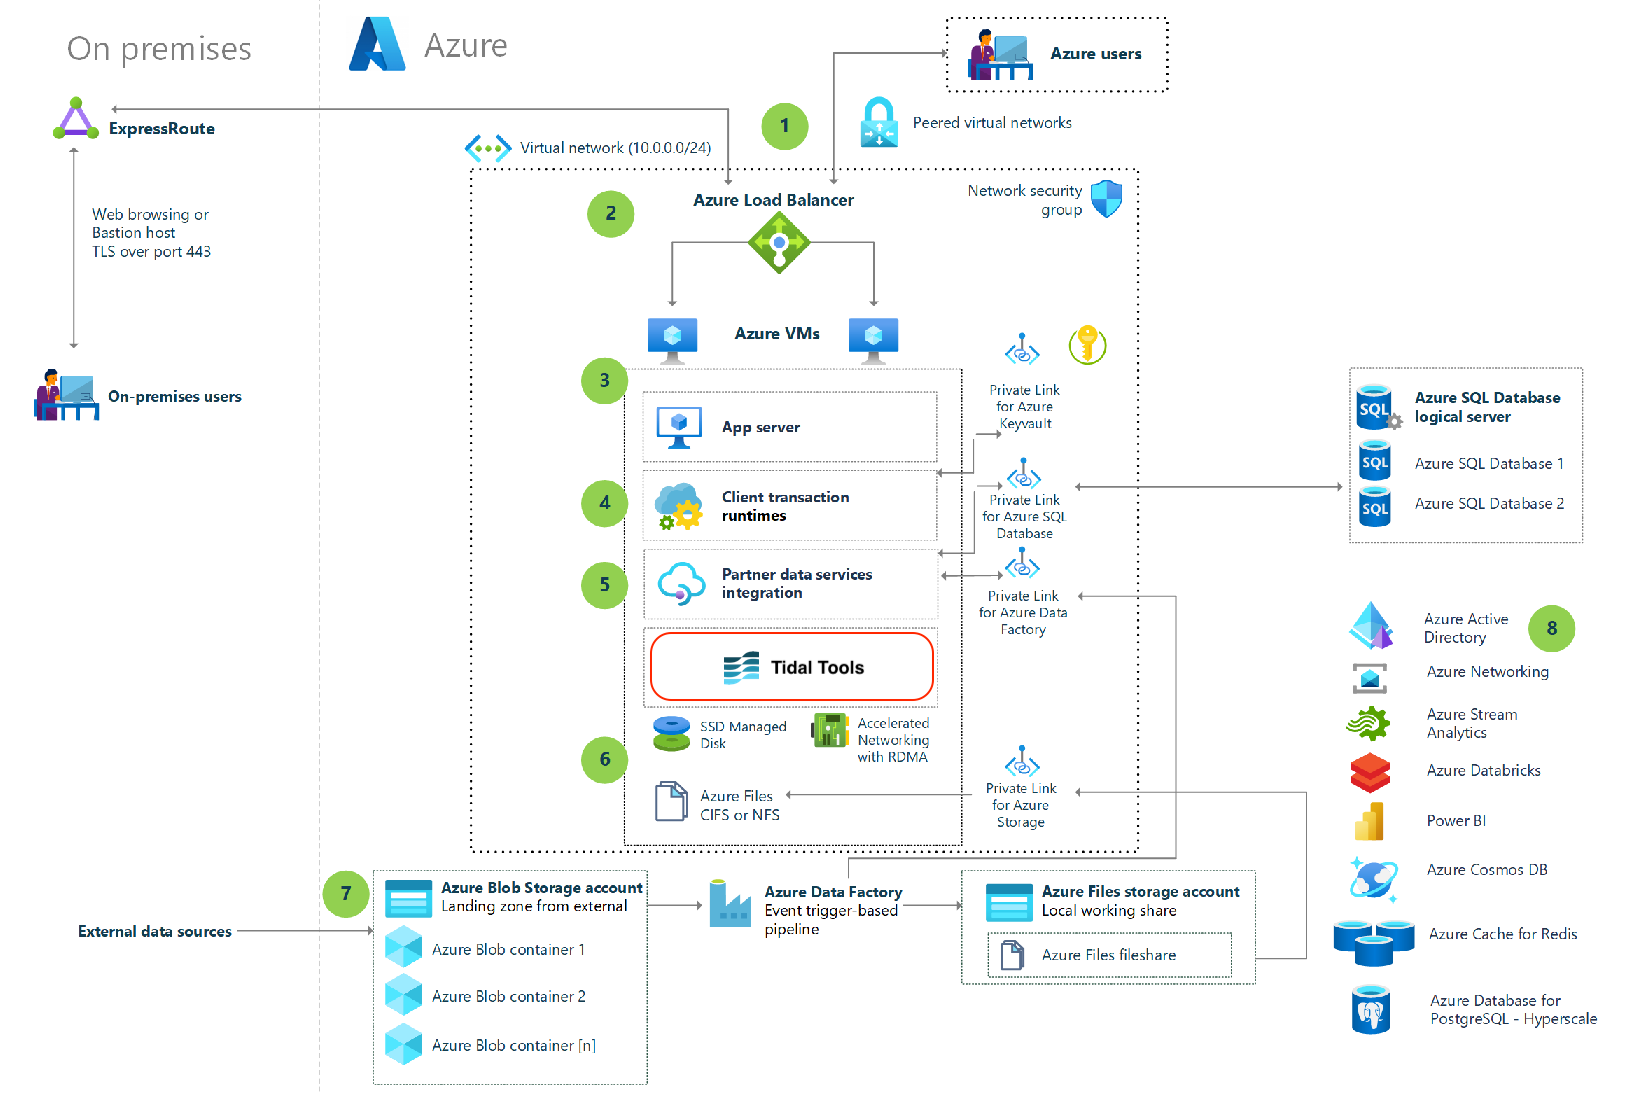 On premises
Azure
Azure users
ExpressRoute
1
Peered virtual networks
Virtual network (10.0.0.0/24)
Web browsing or
Bastion host
TLS over port 443
2
Azure Load Balancer
Network security
group
Azure VMs
On-premises users
3
App server
Private Link
for Azure
Keyvault
4
Client transaction
runtimes
Private Link
for Azure SQL
Database
SQL
Azure SQL Database
logical server
SQL
Azure SQL Database 1
SQL
Azure SQL Database 2
5
Partner data services
integration
Private Link
for Azure Data
Factory
Tidal Tools
SSD Managed
Disk
Accelerated
Networking
with RDMA
6
Azure Files
CIFS or NFS
Private Link
for Azure
Storage
Azure Active
Directory
8
Azure Networking
Azure Stream
Analytics
Azure Databricks
Power BI
Azure Cosmos DB
Azure Cache for Redis
Azure Database for
PostgreSQL - Hyperscale
7
External data sources
Azure Blob Storage account
Landing zone from external
Azure Blob container 1
Azure Blob container 2
Azure Blob container [n]
Azure Data Factory
Event trigger-based
pipeline
Azure Files storage account
Local working share
Azure Files fileshare